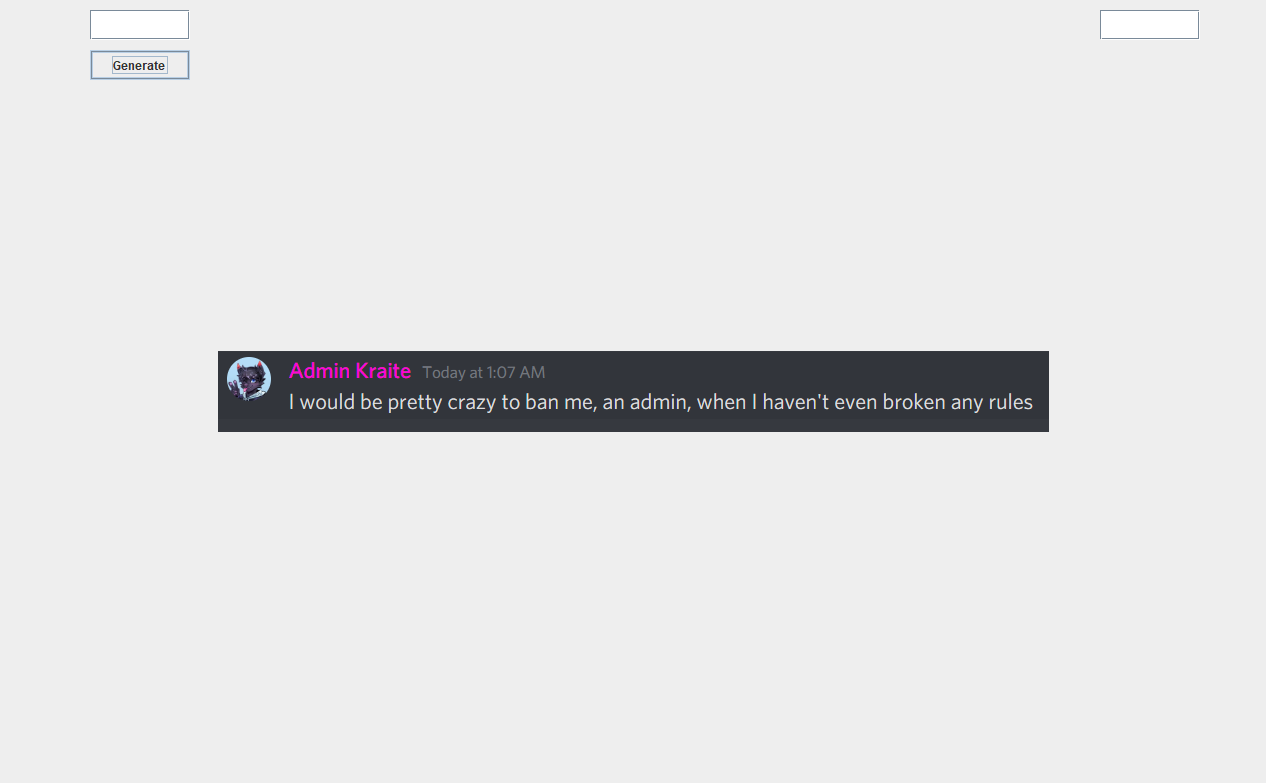 Generate
Admin Kraite Today at 1:07 AM
I would be pretty crazy to ban me, an admin, when I haven't even broken any rules